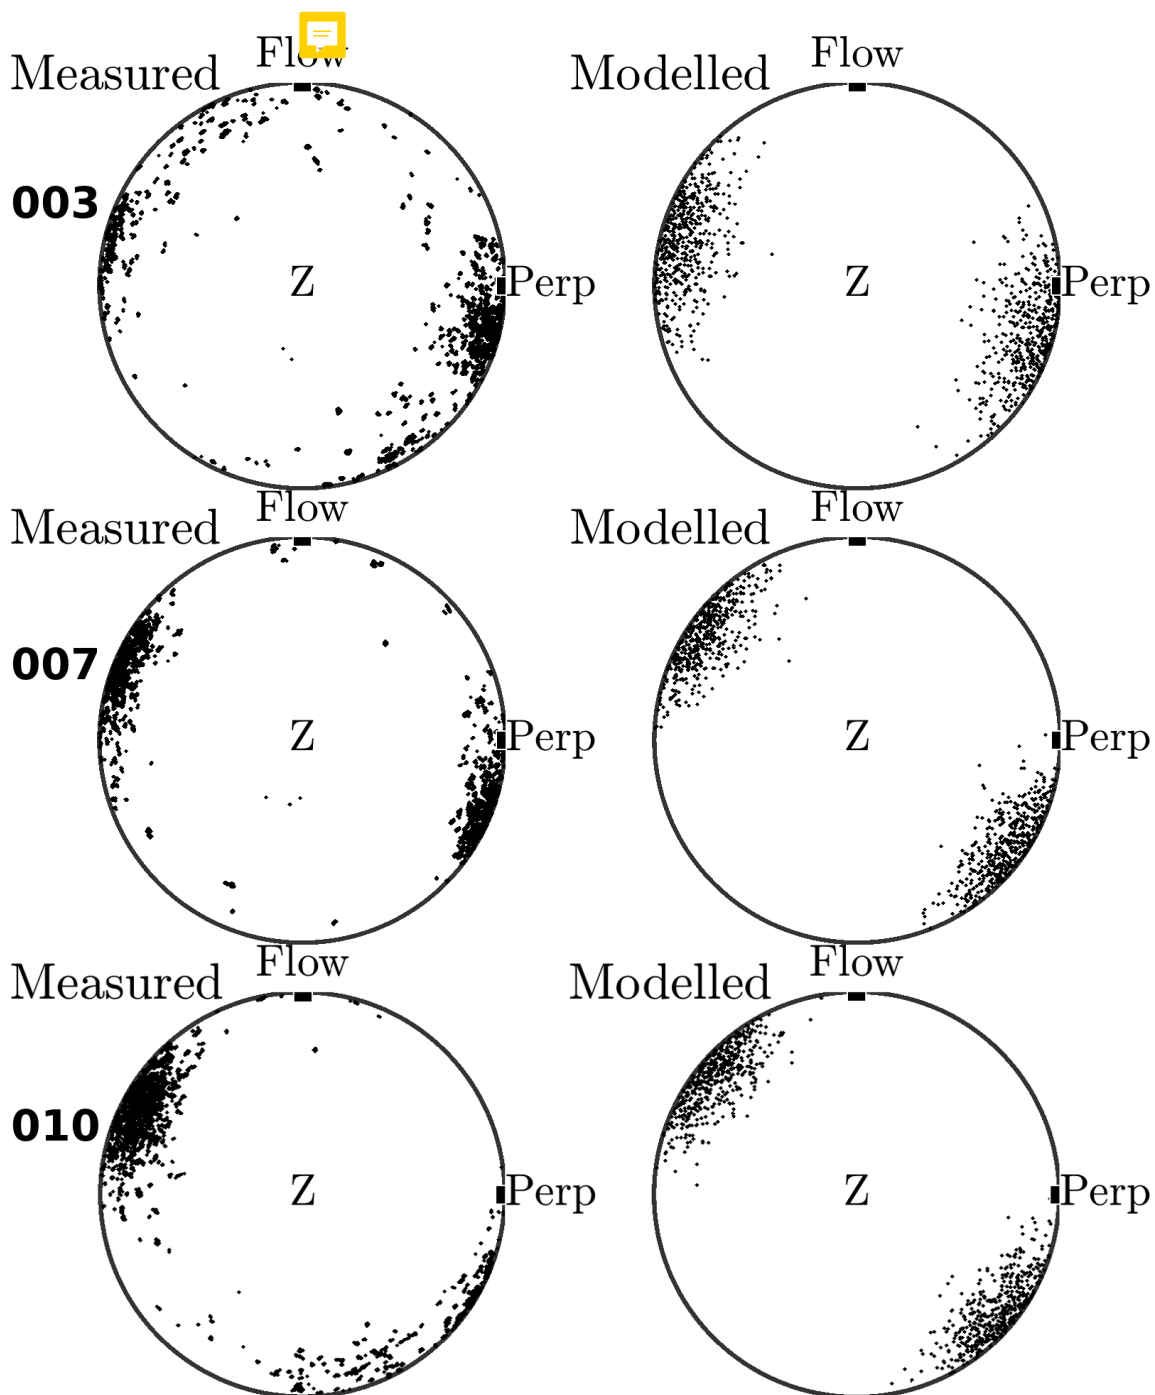 Flow
Measured
Modelled
Flow
003
Z
Perp
Z
Perp
Flow
Measured
Modelled
Flow
007
Z
Perp
Z
Perp
Flow
Measured
Modelled
Flow
010
Z
Perp
Z
Perp